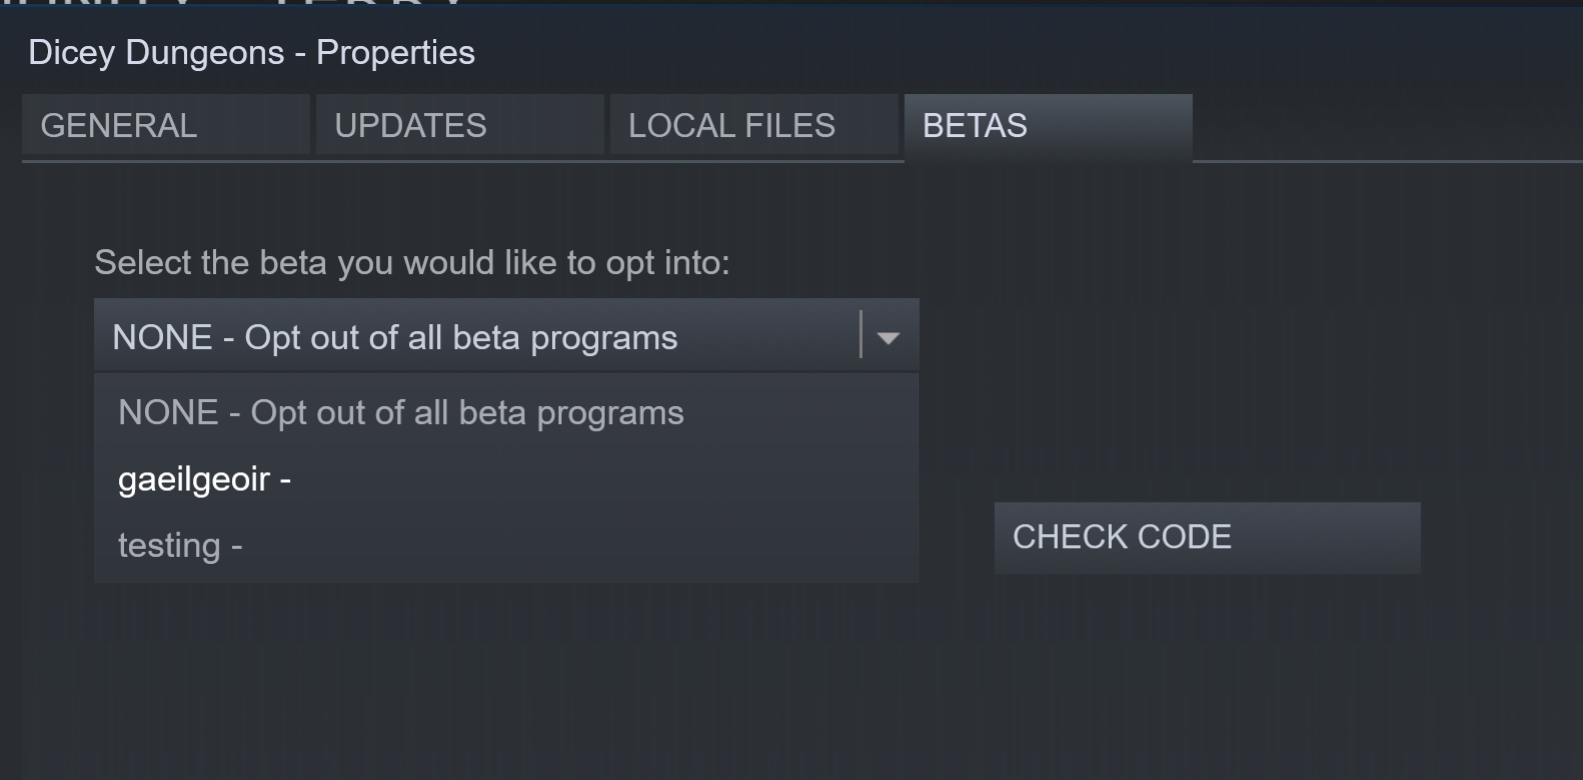 Dicey Dungeons - Properties
GENERAL
UPDATES
LOCAL FILES
BETAS
Select the beta you would like to opt into:
NONE - Opt out of all beta programs
NONE - Opt out of all beta programs
gaeilgeoir -
testing -
CHECK CODE